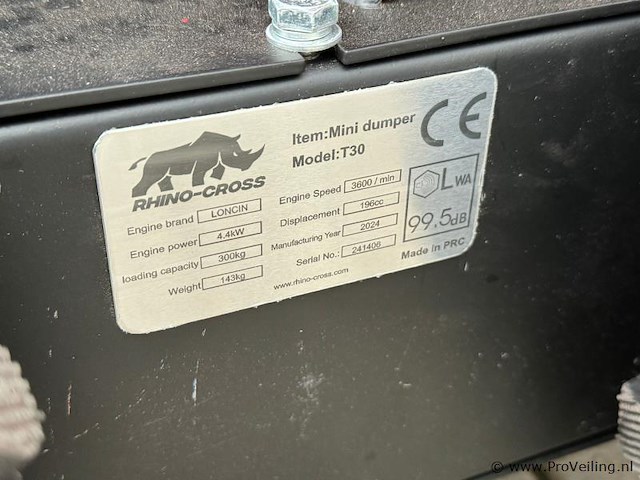 RHINO-CROSS
Item:Mini dumper
Model:T30
CE
Engine brand LONCIN
Engine power 4.4kW
loading capacity 300kg
Weight 143kg
Engine Speed 3600 / min
Displacement 196cc
Manufacturing Year 2024
Serial No.: 241406
www.rhino-cross.com
LWA
99.5dB
Made in PRC
© www.ProVeiling.nl